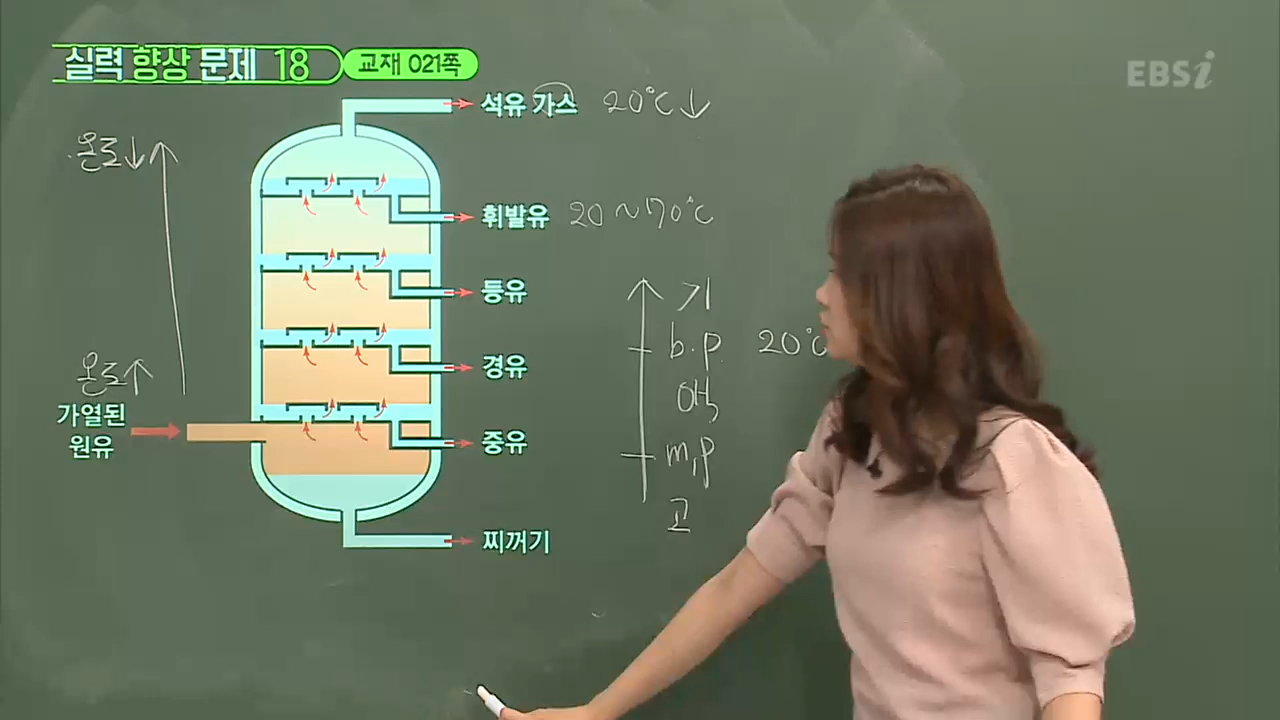 실력 향상 문제 18
교재 021쪽
EBSi
석유 가스 20℃↓
온도↓
휘발유 20~170℃
등유
기
b.p 20℃
경유
온도↑
액
가열된
원유
중유
m.p
고
찌꺼기